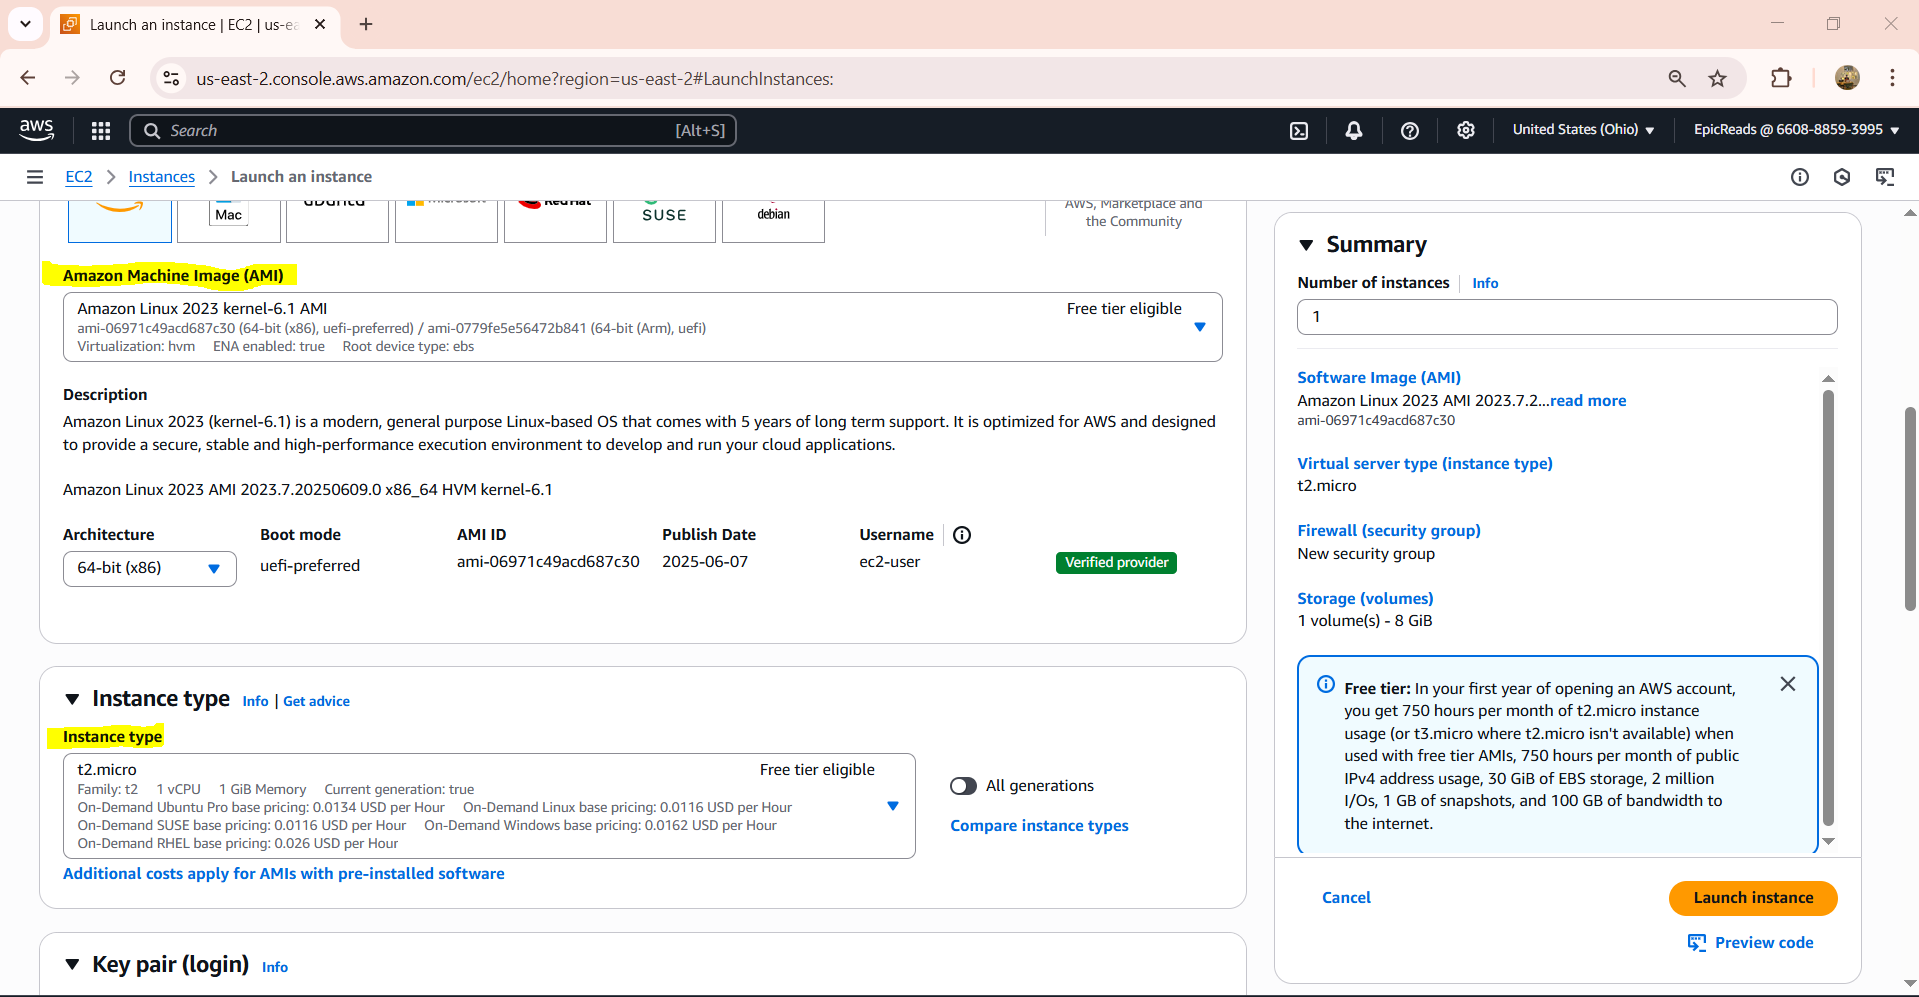 Launch an instance | EC2 | us-ea
us-east-2.console.aws.amazon.com/ec2/home?region=us-east-2#LaunchInstances:
aws
Search
[Alt+S]
United States (Ohio)
EpicReads @ 6608-8859-3995
EC2
Instances
Launch an instance
Mac
ubuntu
Microsoft
Red Hat
SUSE
debian
AWS, Marketplace and
the Community
Amazon Machine Image (AMI)
Amazon Linux 2023 kernel-6.1 AMI
Free tier eligible
ami-06971c49acd687c30 (64-bit (x86), uefi-preferred) / ami-0779fe5e56472b841 (64-bit (Arm), uefi)
Virtualization: hvm ENA enabled: true Root device type: ebs
Description
Amazon Linux 2023 (kernel-6.1) is a modern, general purpose Linux-based OS that comes with 5 years of long term support. It is optimized for AWS and designed
to provide a secure, stable and high-performance execution environment to develop and run your cloud applications.
Amazon Linux 2023 AMI 2023.7.20250609.0 x86_64 HVM kernel-6.1
Architecture Boot mode AMI ID Publish Date Username
64-bit (x86) uefi-preferred ami-06971c49acd687c30 2025-06-07 ec2-user Verified provider
Instance type Info | Get advice
Instance type
t2.micro
Free tier eligible
Family: t2 1 vCPU 1 GiB Memory Current generation: true
On-Demand Ubuntu Pro base pricing: 0.0134 USD per Hour On-Demand Linux base pricing: 0.0116 USD per Hour
On-Demand SUSE base pricing: 0.0116 USD per Hour On-Demand Windows base pricing: 0.0162 USD per Hour
On-Demand RHEL base pricing: 0.026 USD per Hour
All generations
Compare instance types
Additional costs apply for AMIs with pre-installed software
Key pair (login) Info
Summary
Number of instances Info
1
Software Image (AMI)
Amazon Linux 2023 AMI 2023.7.2...read more
ami-06971c49acd687c30
Virtual server type (instance type)
t2.micro
Firewall (security group)
New security group
Storage (volumes)
1 volume(s) - 8 GiB
Free tier: In your first year of opening an AWS account,
you get 750 hours per month of t2.micro instance
usage (or t3.micro where t2.micro isn't available) when
used with free tier AMIs, 750 hours per month of public
IPv4 address usage, 30 GiB of EBS storage, 2 million
I/Os, 1 GB of snapshots, and 100 GB of bandwidth to
the internet.
Cancel
Launch instance
Preview code